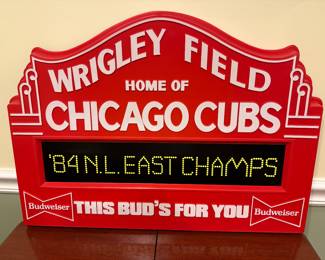 WRIGLEY FIELD
HOME OF
CHICAGO CUBS
'84 N.L. EAST CHAMPS
Budweiser THIS BUD'S FOR YOU Budweiser